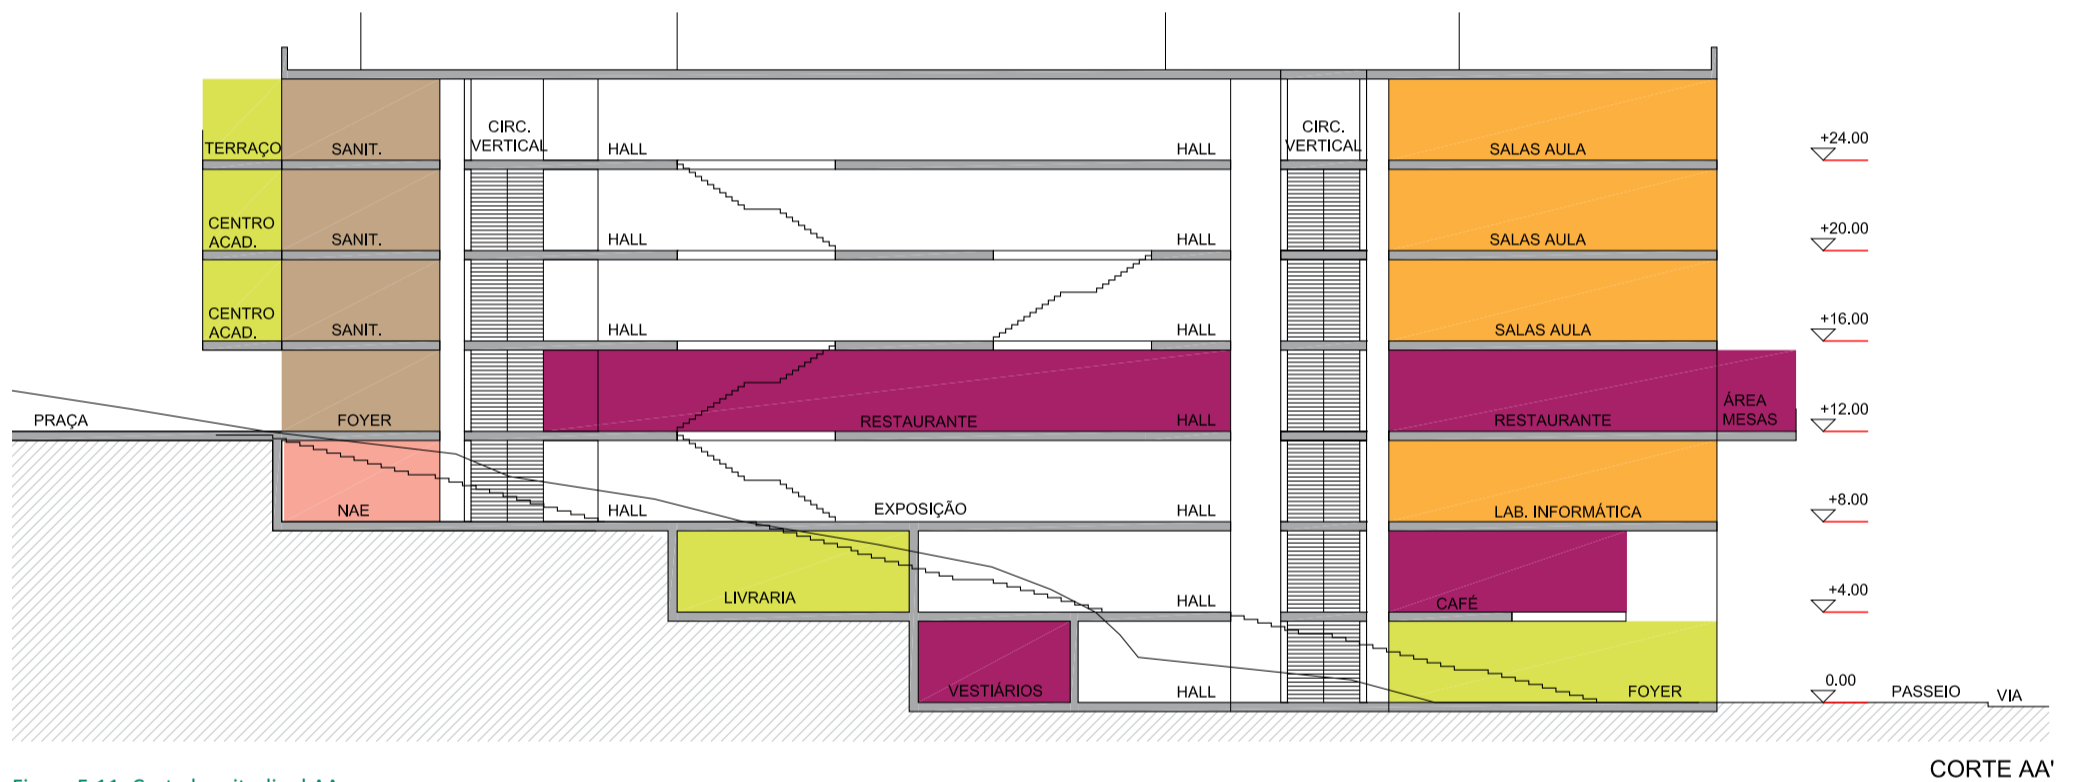 CIRC.
VERTICAL
CIRC.
VERTICAL
TERRAÇO
SANIT.
HALL
HALL
SALAS AULA
+24.00
CENTRO
ACAD.
SANIT.
HALL
HALL
SALAS AULA
+20.00
CENTRO
ACAD.
SANIT.
HALL
HALL
SALAS AULA
+16.00
PRAÇA
FOYER
RESTAURANTE
HALL
RESTAURANTE
ÁREA
MESAS
+12.00
NAE
HALL
EXPOSIÇÃO
HALL
LAB. INFORMÁTICA
+8.00
LIVRARIA
HALL
CAFÉ
+4.00
VESTIÁRIOS
HALL
FOYER
0.00
PASSEIO
VIA
CORTE AA'